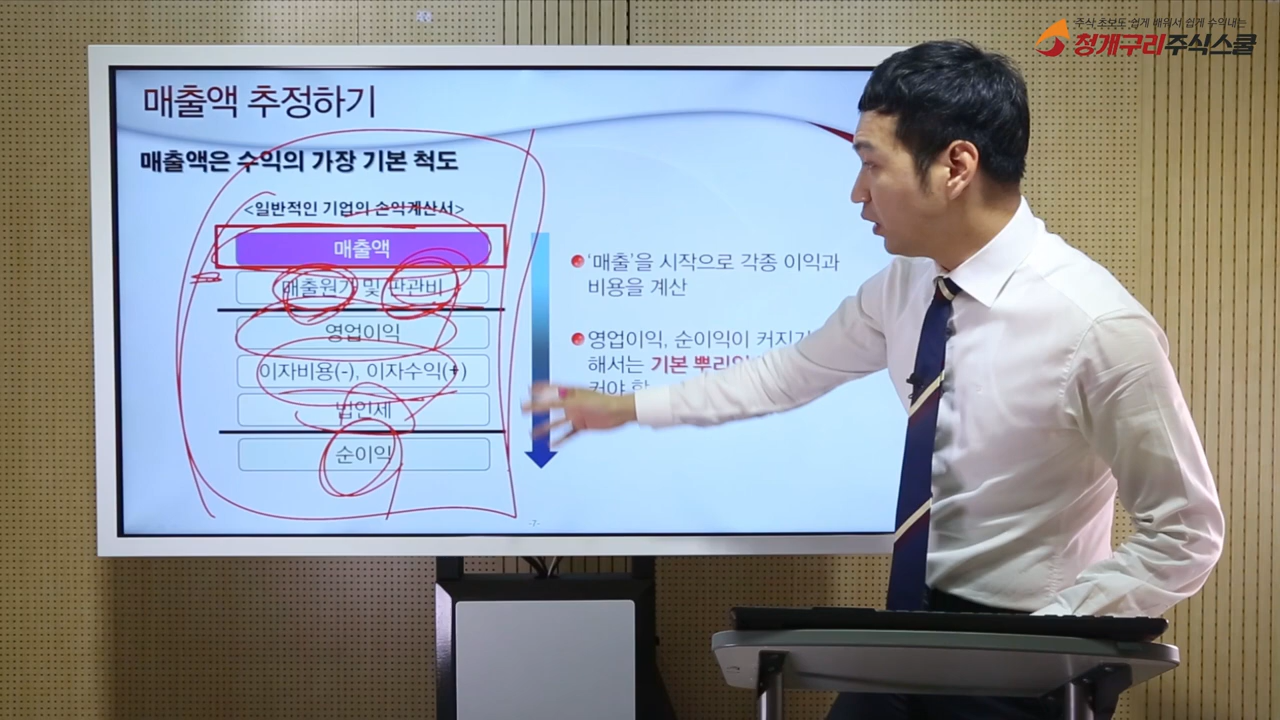 주식 초보도 쉽게 배워서 쉽게 수익내는
청개구리주식스쿨
매출액 추정하기
매출액은 수익의 가장 기본 척도
<일반적인 기업의 손익계산서>
매출액
매출원가 및 판관비
영업이익
이자비용(-), 이자수익(+)
법인세
순이익
'매출'을 시작으로 각종 이익과
비용을 계산
영업이익, 순이익이 커지기
해서는 기본 뿌리인
커야 함
-7-